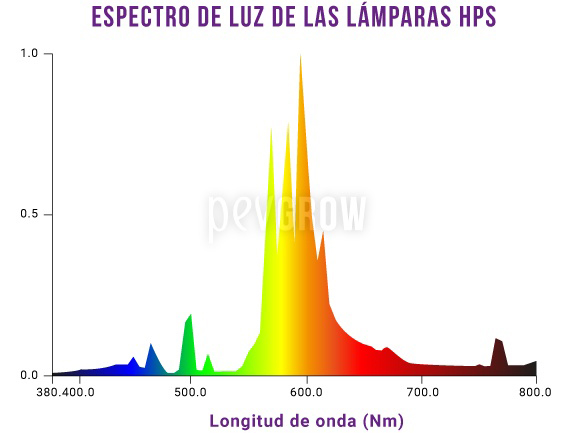 ESPECTRO DE LUZ DE LAS LÁMPARAS HPS
1.0
0.5
0.0
380.400.0 500.0 600.0 700.0 800.0
pevGROW
Longitud de onda (Nm)